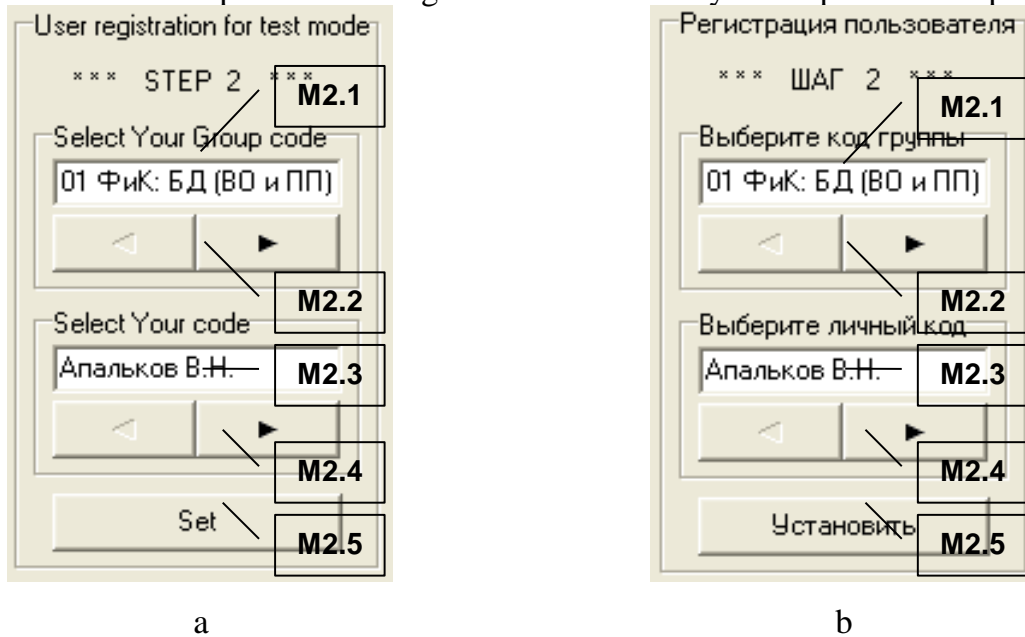 User registration for test mode
*** STEP 2 ***
M2.1
Select Your Group code
01 ФиК: БД (ВО и ПП)
M2.2
Select Your code
Апальков В.Н.
M2.3
M2.4
Set
M2.5
a
Регистрация пользователя
*** ШАГ 2 ***
M2.1
Выберите код группы
01 ФиК: БД (ВО и ПП)
M2.2
Выберите личный код
Апальков В.Н.
M2.3
M2.4
Установить
M2.5
b